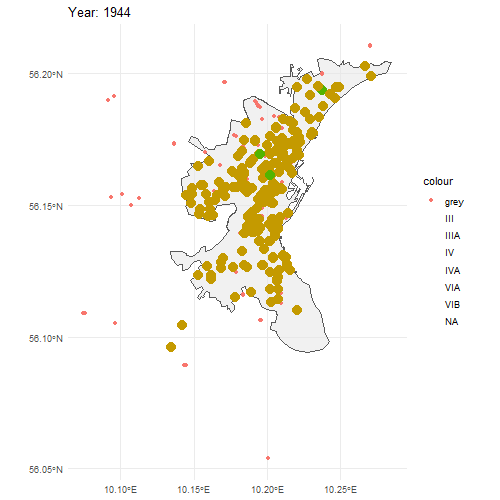 Year: 1944
56.20°N
56.15°N
56.10°N
56.05°N
10.10°E
10.15°E
10.20°E
10.25°E
colour
grey
III
IIIA
IV
IVA
VIA
VIB
NA